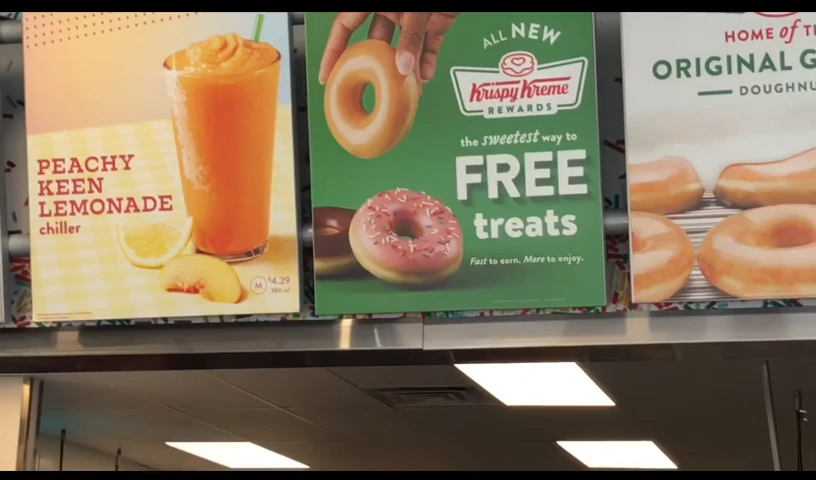 PEACHY
KEEN
LEMONADE
chiller
M $4.29
ALL NEW
Krispy Kreme
REWARDS
the sweetest way to
FREE
treats
Fast to earn. More to enjoy.
HOME of
ORIGINAL G
DOUGHNU